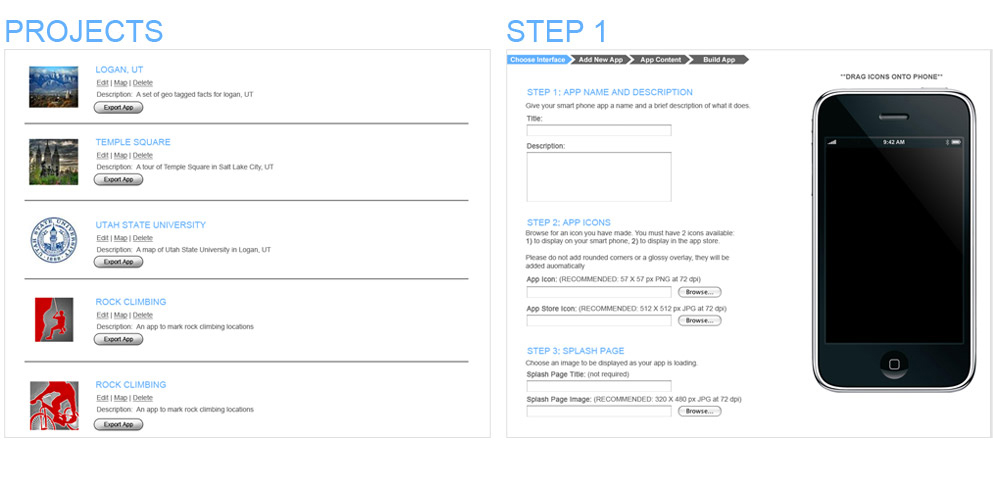 PROJECTS
LOGAN, UT
Edit | Map | Delete
Description: A set of geo tagged facts for logan, UT
Export App
TEMPLE SQUARE
Edit | Map | Delete
Description: A tour of Temple Square in Salt Lake City, UT
Export App
UTAH STATE UNIVERSITY
1888
UTAH STATE UNIVERSITY
Edit | Map | Delete
Description: A map of Utah State University in Logan, UT
Export App
ROCK CLIMBING
Edit | Map | Delete
Description: An app to mark rock climbing locations
Export App
ROCK CLIMBING
Edit | Map | Delete
Description: An app to mark rock climbing locations
Export App
STEP 1
Choose Interface Add New App App Content Build App
STEP 1: APP NAME AND DESCRIPTION
Give your smart phone app a name and a brief description of what it does.
Title:
Description:
STEP 2: APP ICONS
Browse for an icon you have made. You must have 2 icons available:
1) to display on your smart phone, 2) to display in the app store.
Please do not add rounded corners or a glossy overlay, they will be
added auomatically
App Icon: (RECOMMENDED: 57 X 57 px PNG at 72 dpi)
Browse...
App Store Icon: (RECOMMENDED: 512 X 512 px JPG at 72 dpi)
Browse...
STEP 3: SPLASH PAGE
Choose an image to be displayed as your app is loading.
Splash Page Title: (not required)
Splash Page Image: (RECOMMENDED: 320 X 480 px JPG at 72 dpi)
Browse...
**DRAG ICONS ONTO PHONE**
9:42 AM